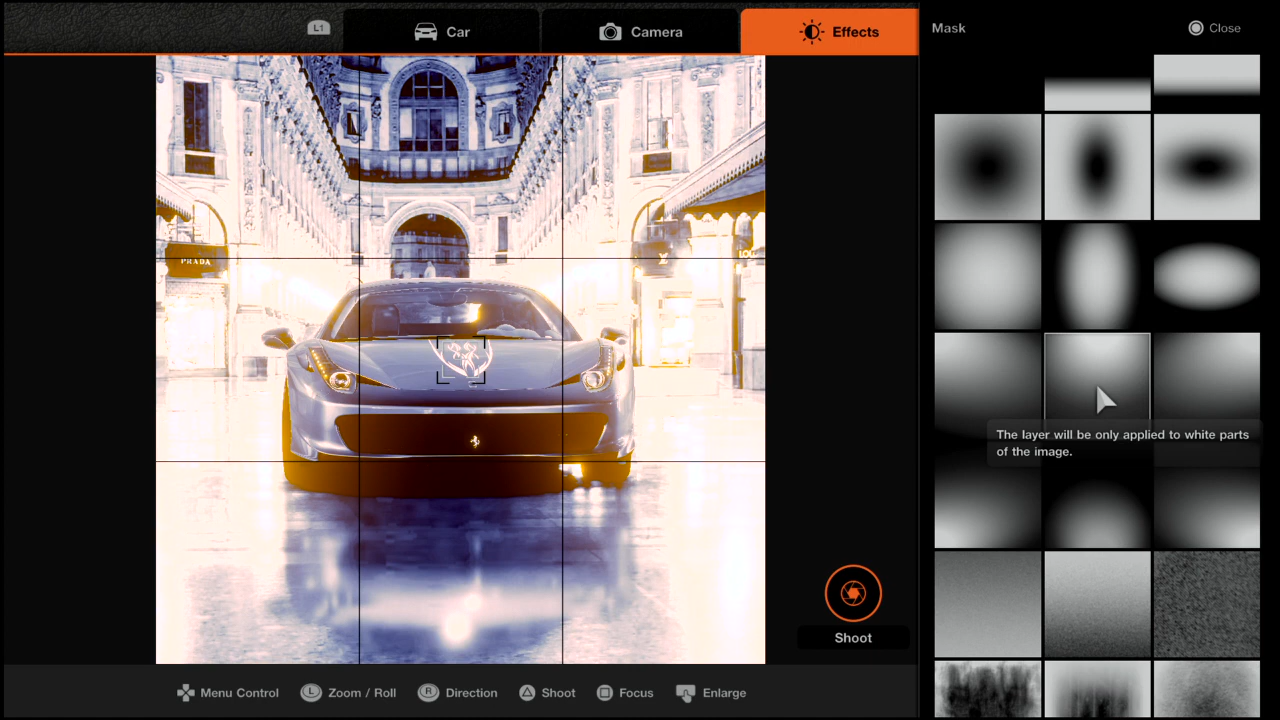 L1
Car
Camera
Effects
Mask
Close
PRADA
The layer will be only applied to white parts
of the image.
Shoot
L
Zoom / Roll
R
Direction
Menu Control
Shoot
Focus
Enlarge